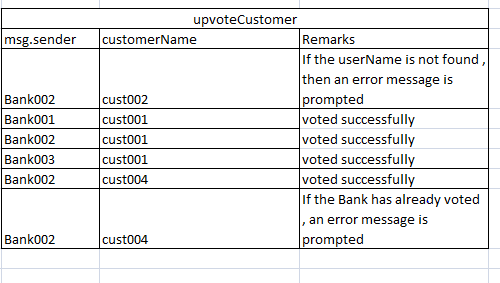 upvoteCustomer
msg.sender customerName Remarks
If the userName is not found ,
then an error message is
Bank002 cust002 prompted
Bank001 cust001 voted successfully
Bank002 cust001 voted successfully
Bank003 cust001 voted successfully
Bank002 cust004 voted successfully
If the Bank has already voted
, an error message is
Bank002 cust004 prompted